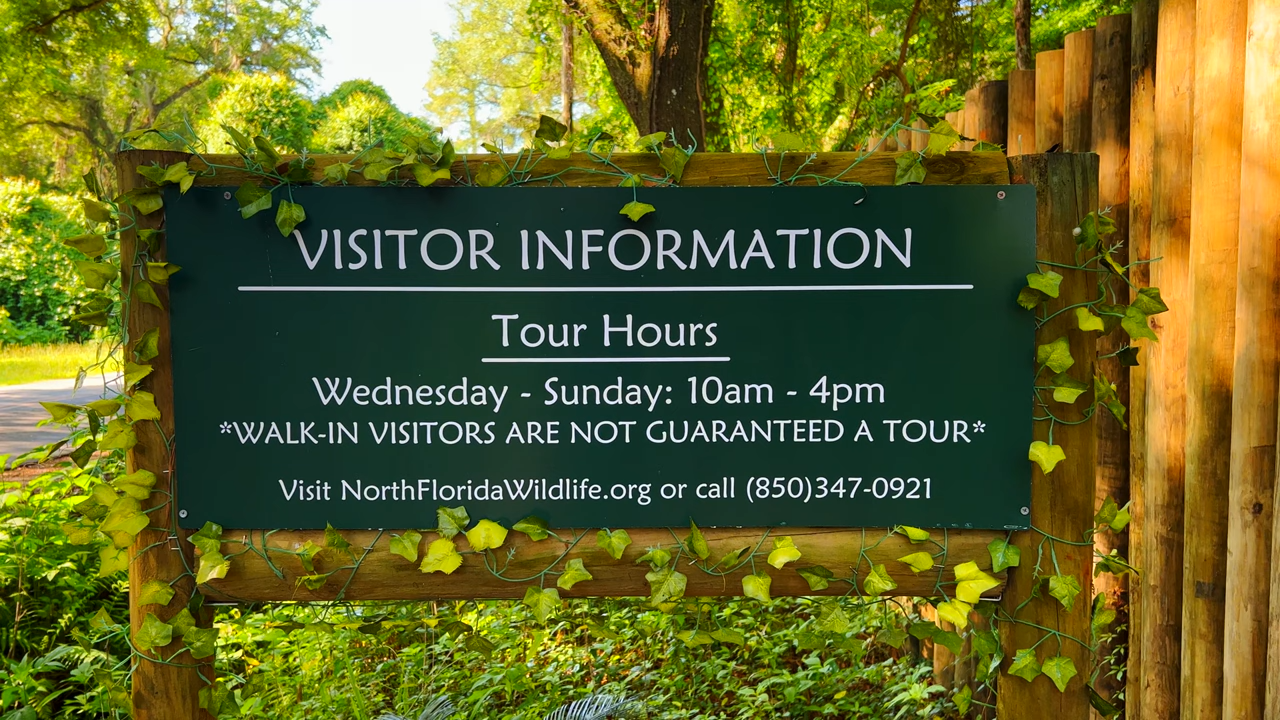 VISITOR INFORMATION
Tour Hours
Wednesday - Sunday: 10am - 4pm
*WALK-IN VISITORS ARE NOT GUARANTEED A TOUR*
Visit NorthFloridaWildlife.org or call (850)347-0921